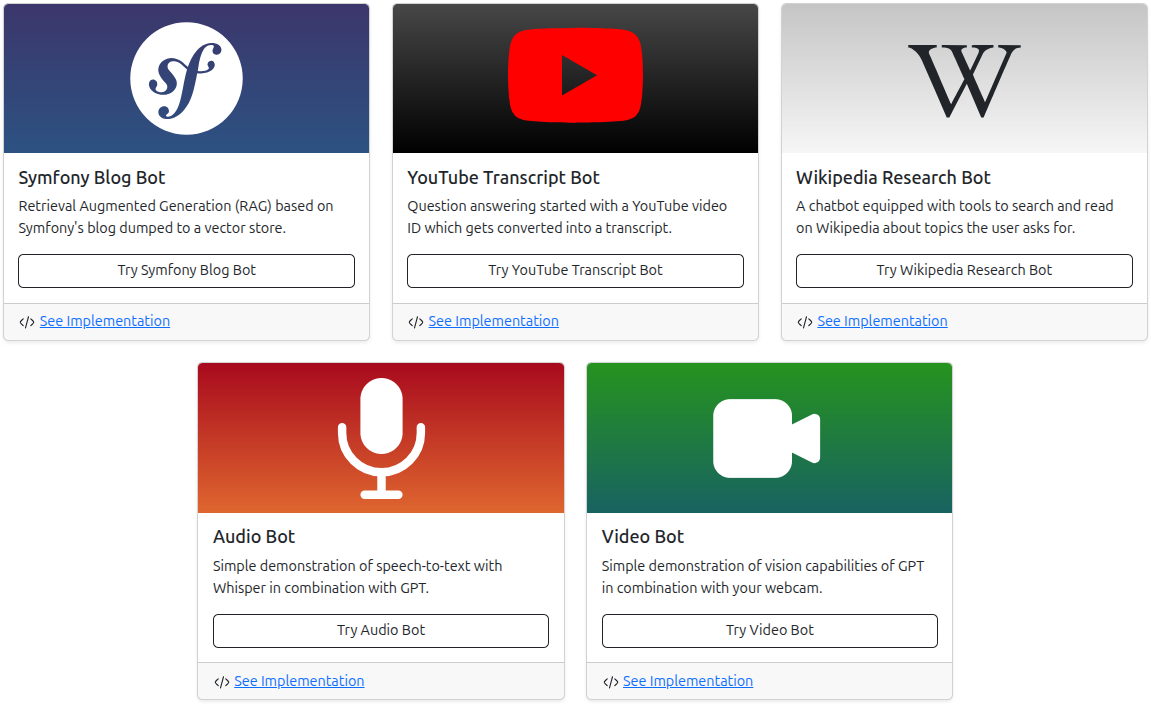 Symfony Blog Bot
Retrieval Augmented Generation (RAG) based on
Symfony's blog dumped to a vector store.
Try Symfony Blog Bot
</> See Implementation
YouTube Transcript Bot
Question answering started with a YouTube video
ID which gets converted into a transcript.
Try YouTube Transcript Bot
</> See Implementation
W
Wikipedia Research Bot
A chatbot equipped with tools to search and read
on Wikipedia about topics the user asks for.
Try Wikipedia Research Bot
</> See Implementation
Audio Bot
Simple demonstration of speech-to-text with
Whisper in combination with GPT.
Try Audio Bot
</> See Implementation
Video Bot
Simple demonstration of vision capabilities of GPT
in combination with your webcam.
Try Video Bot
</> See Implementation